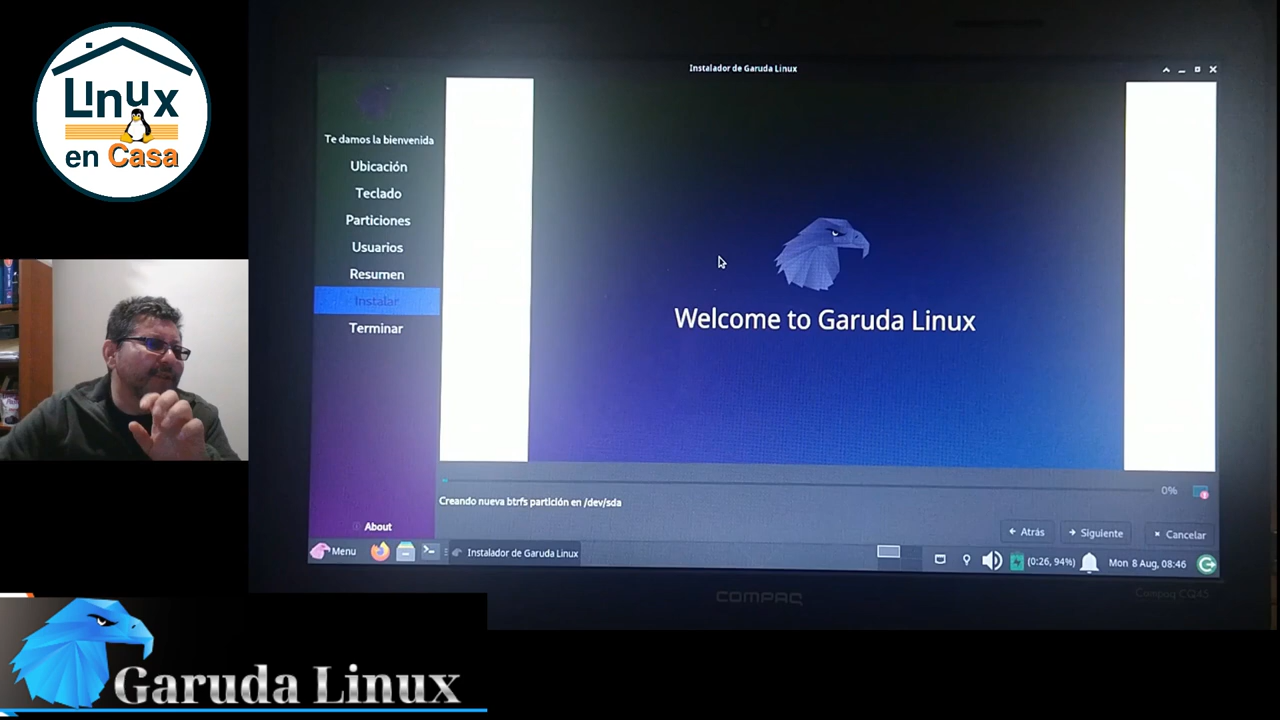 Linux
en Casa
Instalador de Garuda Linux
Te damos la bienvenida
Ubicación
Teclado
Particiones
Usuarios
Resumen
Instalar
Terminar
About
Welcome to Garuda Linux
0%
Creando nueva btrfs partición en /dev/sda
Atrás
Siguiente
Cancelar
Menu
Instalador de Garuda Linux
(0:26, 94%)
Mon 8 Aug, 08:46
COMPAQ
Compaq CQ45
Garuda Linux